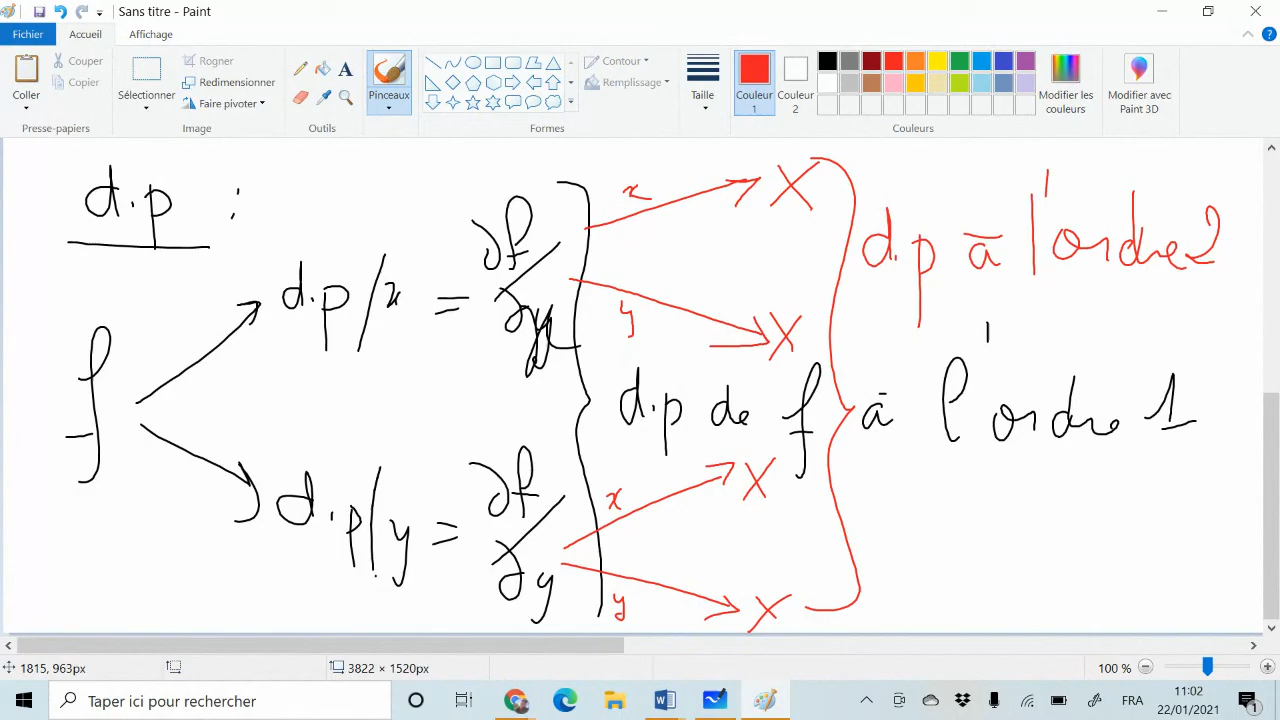 Sans titre - Paint
Fichier Accueil Affichage
Coller
Couper
Copier
Presse-papiers
Sélectionner
Rogner
Redimensionner
Faire pivoter
Image
A
Outils
Pinceaux
Contour
Remplissage
Formes
Taille
Couleur 1
Couleur 2
Modifier les couleurs
Couleurs
Modifier avec Paint 3D
d.p :
f
d.p/x = ∂f/∂x
x X
y X
d.p à l'ordre 2
d.p de f à l'ordre 1
d.p/y = ∂f/∂y
x X
y X
1815, 963px
3822 × 1520px
100 %
Taper ici pour rechercher
FRA
11:02
22/01/2021
1